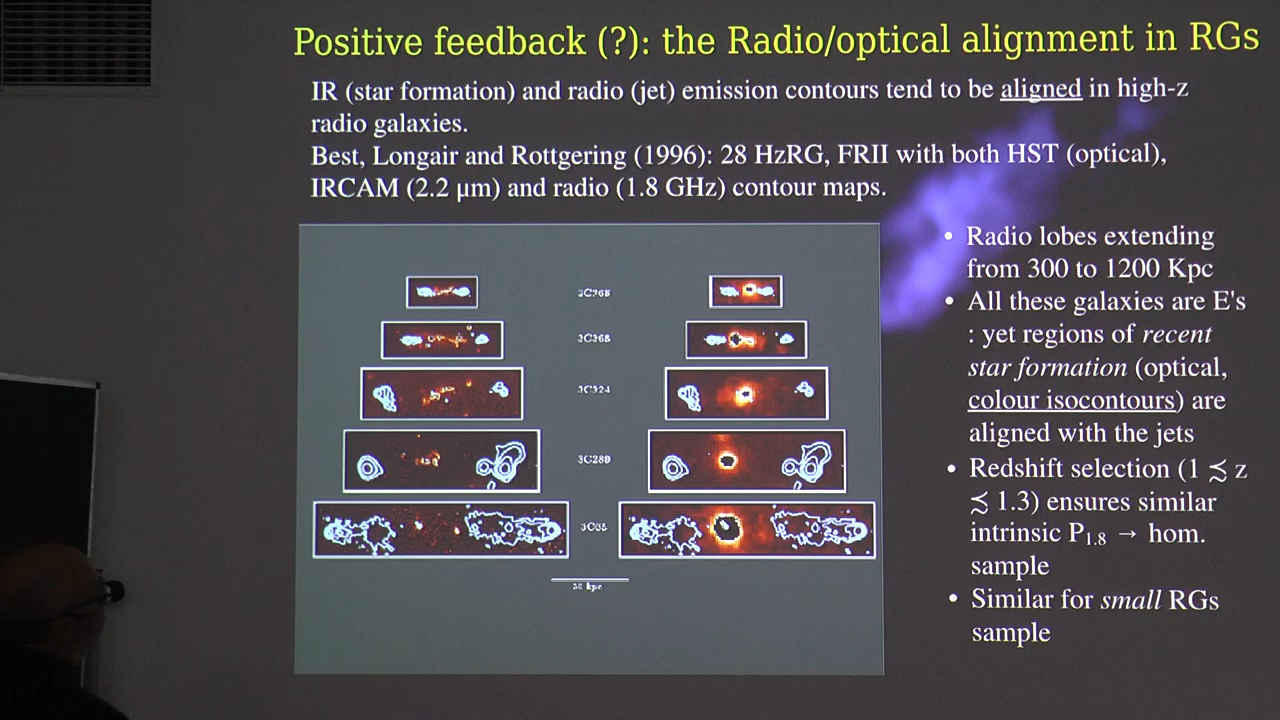 Positive feedback (?): the Radio/optical alignment in RGs
IR (star formation) and radio (jet) emission contours tend to be aligned in high-z
radio galaxies.
Best, Longair and Rottgering (1996): 28 HzRG, FRII with both HST (optical),
IRCAM (2.2 μm) and radio (1.8 GHz) contour maps.
3C368
3C324
3C280
3C65
kpc
• Radio lobes extending
from 300 to 1200 Kpc
• All these galaxies are E's
: yet regions of recent
star formation (optical,
colour isocontours) are
aligned with the jets
• Redshift selection (1 ≲ z
≲ 1.3) ensures similar
intrinsic P1.8 → hom.
sample
• Similar for small RGs
sample